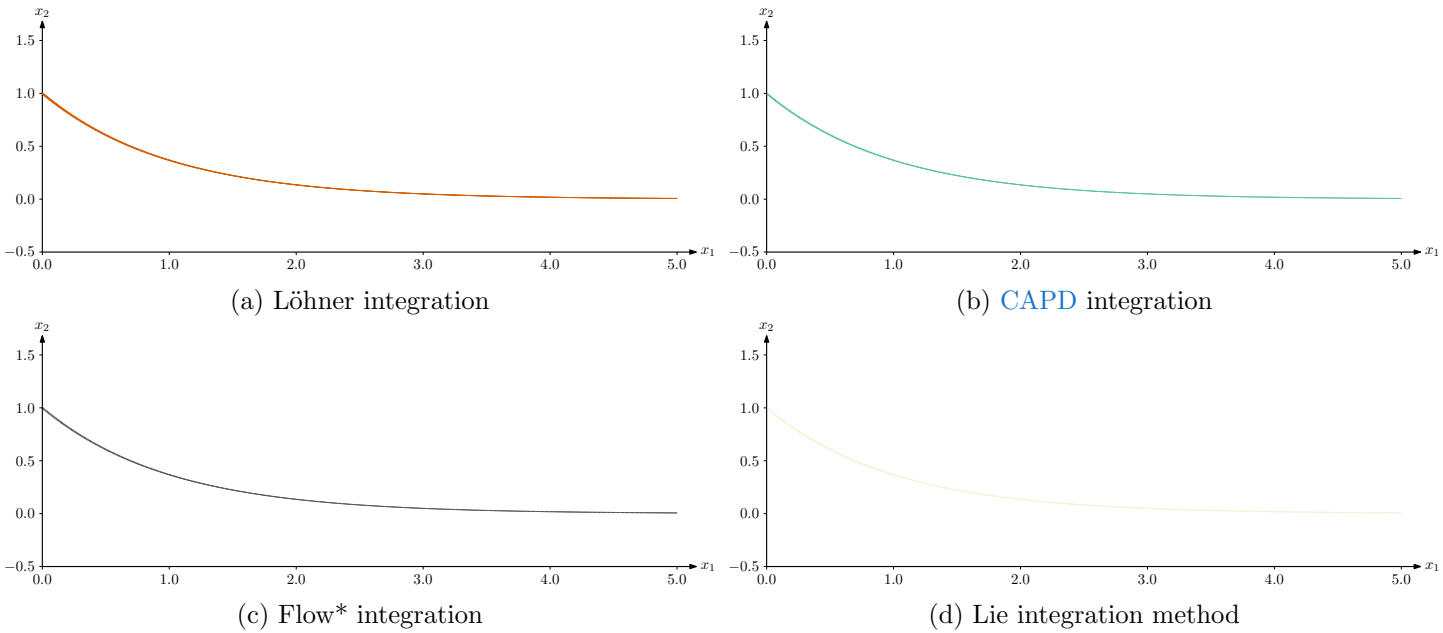 x₂
1.5
1.0
0.5
0.0
−0.5
0.0 1.0 2.0 3.0 4.0 5.0 x₁
(a) Löhner integration
x₂
1.5
1.0
0.5
0.0
−0.5
0.0 1.0 2.0 3.0 4.0 5.0 x₁
(b) CAPD integration
x₂
1.5
1.0
0.5
0.0
−0.5
0.0 1.0 2.0 3.0 4.0 5.0 x₁
(c) Flow* integration
x₂
1.5
1.0
0.5
0.0
−0.5
0.0 1.0 2.0 3.0 4.0 5.0 x₁
(d) Lie integration method